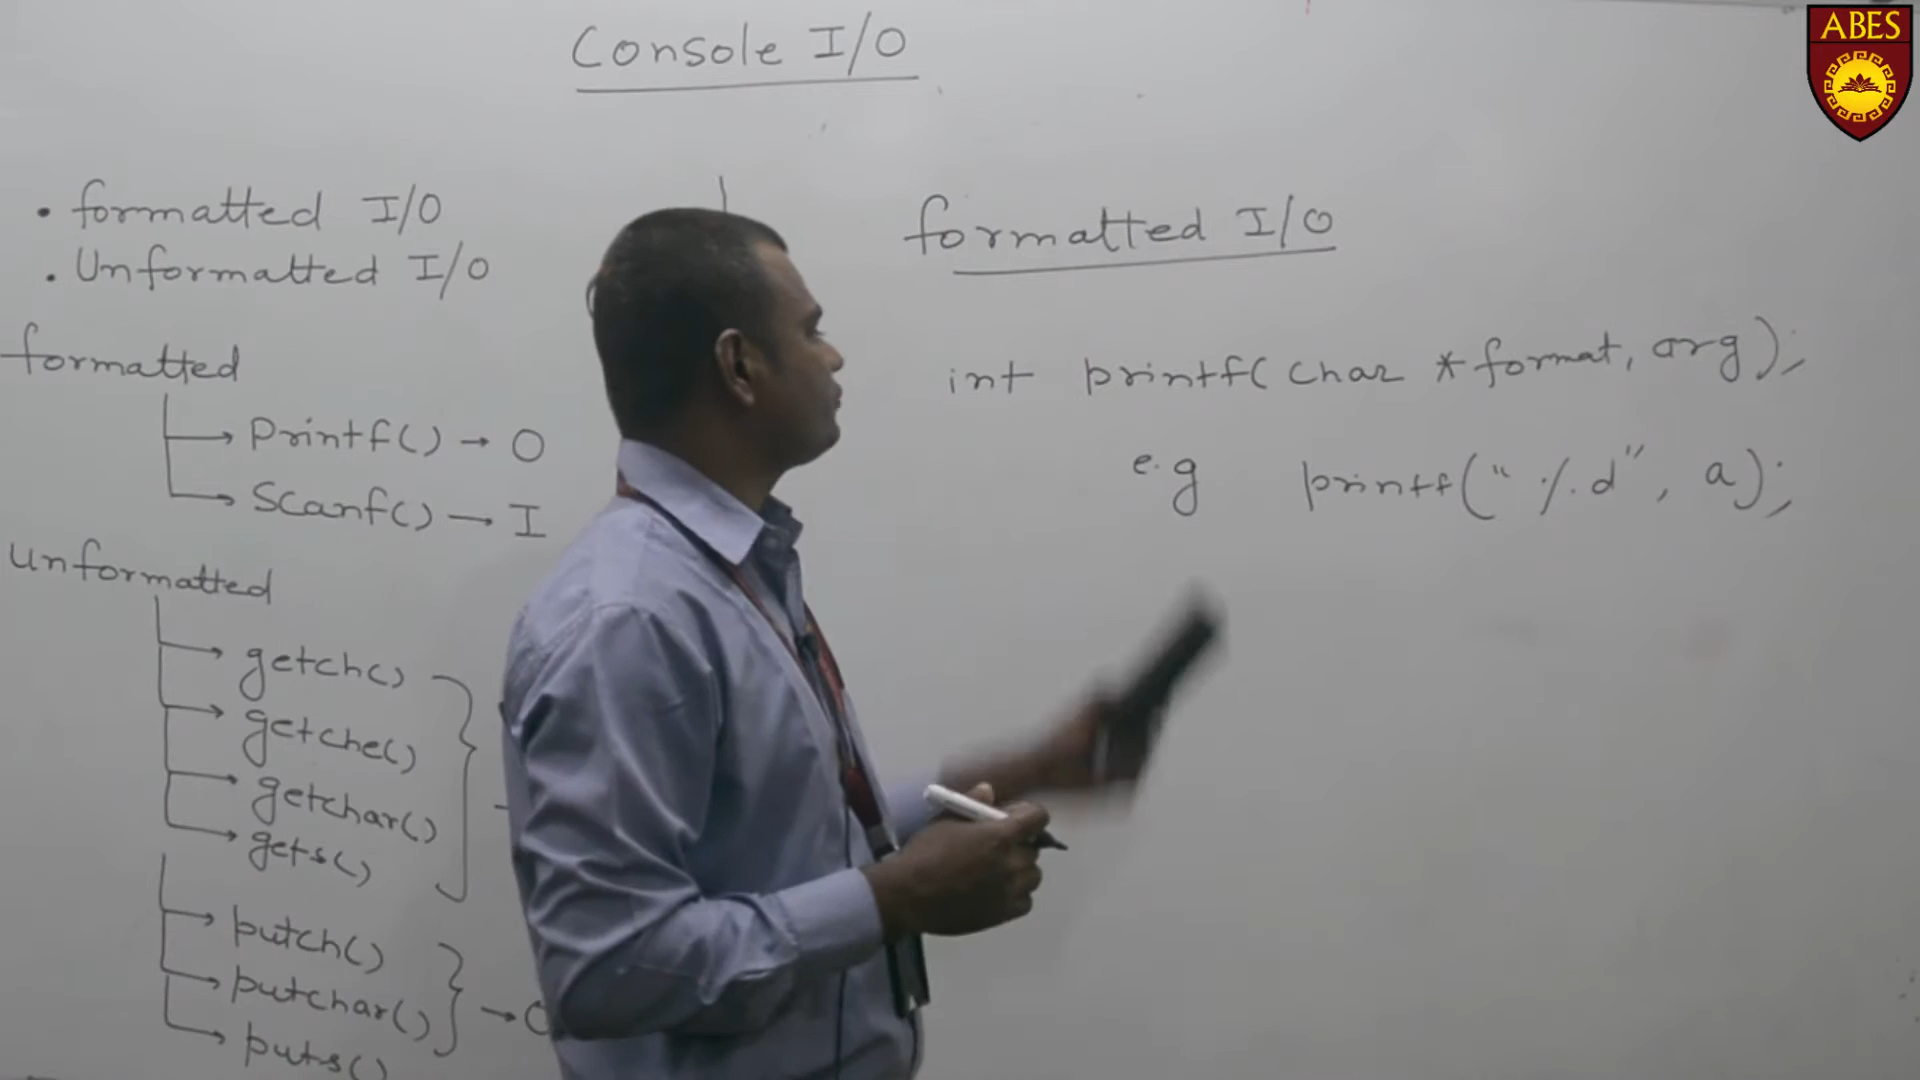 Console I/O
ABES
• formatted I/O
• Unformatted I/O
formatted
Printf() → O
Scanf() → I
Unformatted
getch()
getche()
getchar()
gets()
putch()
putchar()
puts()
formatted I/O
int printf( char *format, arg);
e.g printf(" %d", a);